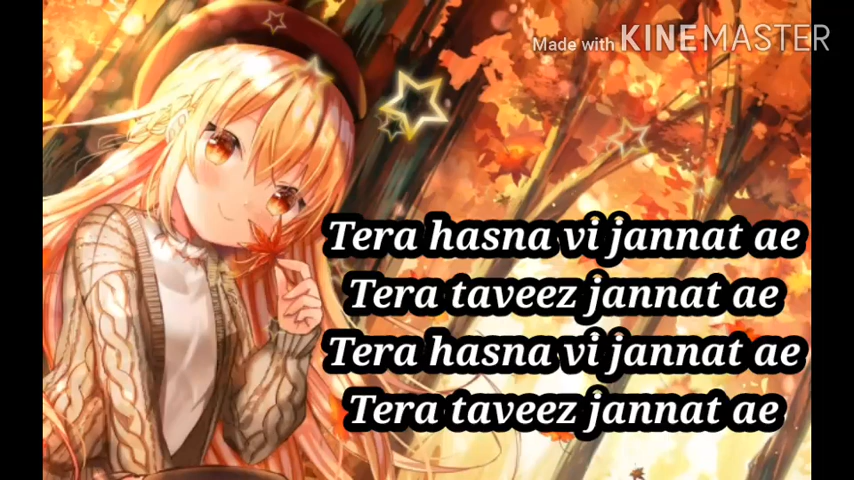 Made with KINEMASTER
Tera hasna vi jannat ae
Tera taveez jannat ae
Tera hasna vi jannat ae
Tera taveez jannat ae